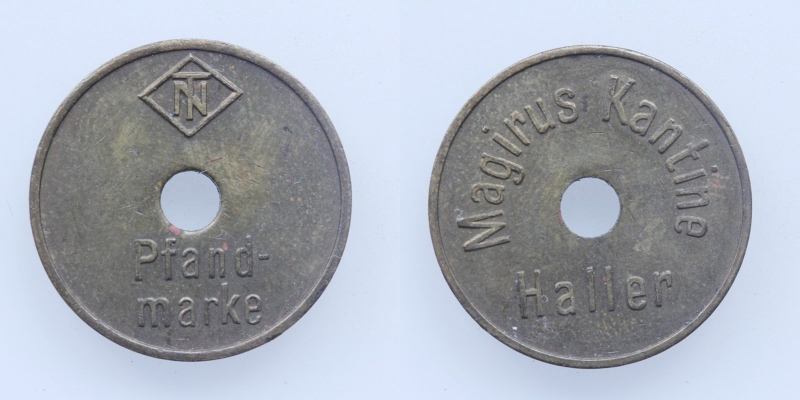 TN
Pfand-
marke
Magirus Kantine
Haller